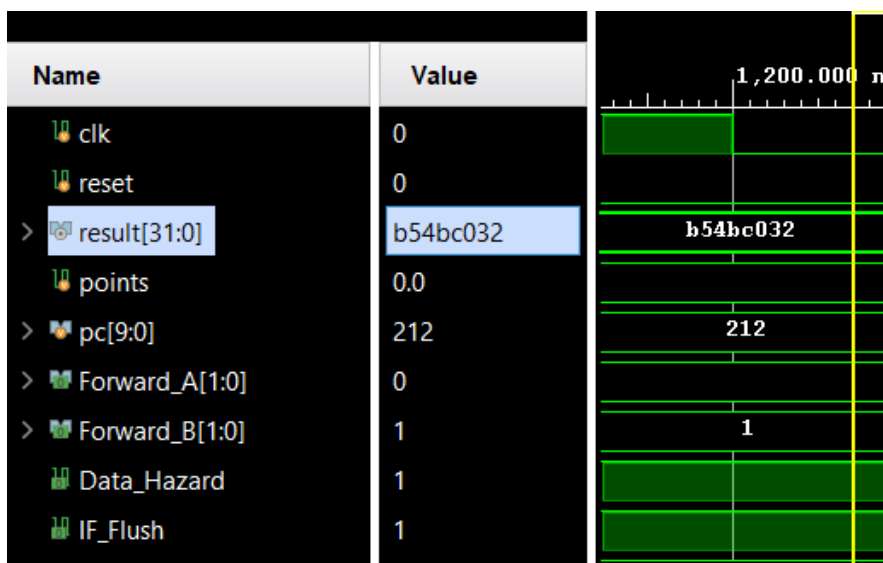 Name Value 1,200.000 n
clk 0
reset 0
result[31:0] b54bc032 b54bc032
points 0.0
pc[9:0] 212 212
Forward_A[1:0] 0
Forward_B[1:0] 1 1
Data_Hazard 1
IF_Flush 1